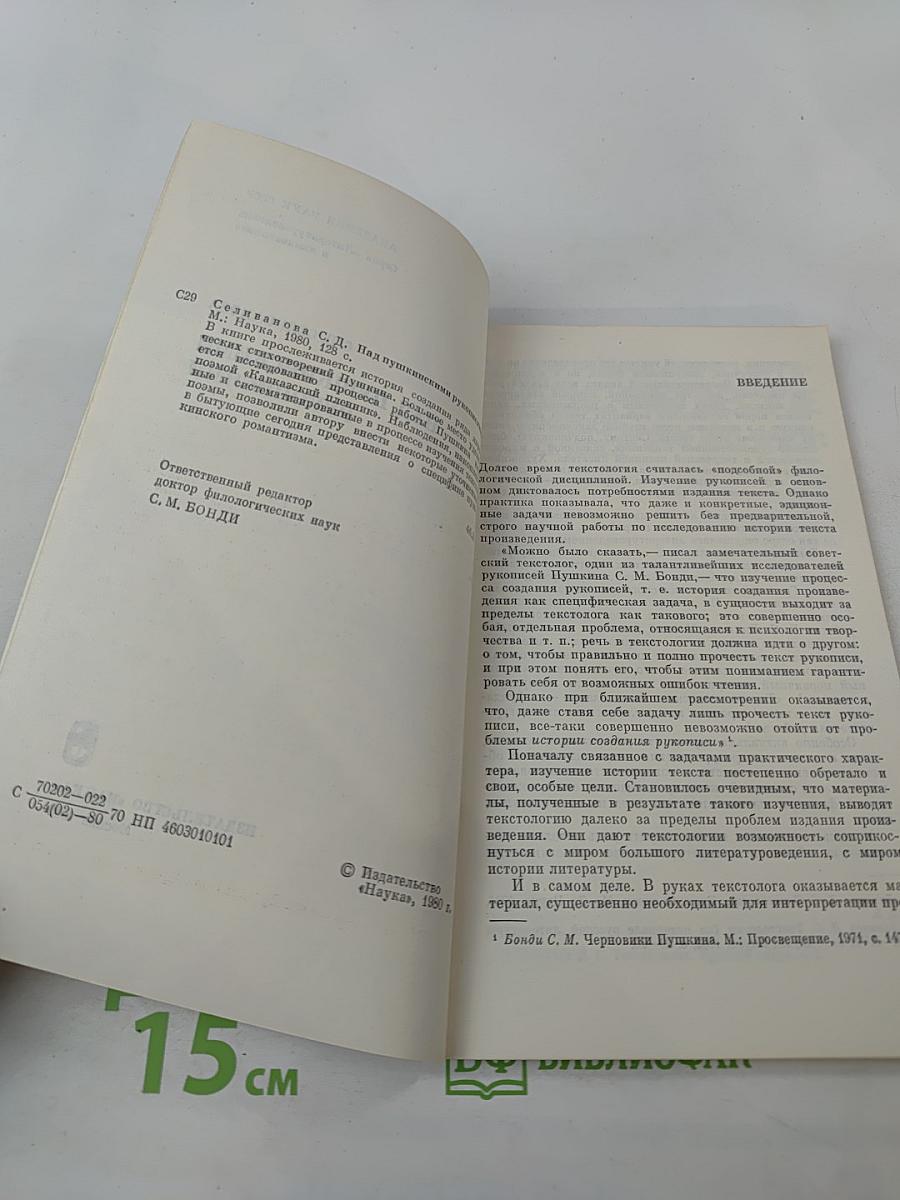 С29 Селиванова С. Д. Над пушкинскими
М.: Наука, 1980, 128 с.
В книге прослеживается история создания ряда
ческих стихотворений Пушкина. Большое место
ется исследованию процесса работы Пушкина
поэмой «Кавказский пленник». Наблюдения,
ные и систематизированные в процессе изучения
поэмы, позволили автору внести некоторые
в бытующие сегодня представления о специфике
кинского романтизма.
Ответственный редактор
доктор филологических наук
С. М. БОНДИ
С 70202—022
054(02)—80 70 НП 4603010101
© Издательство
«Наука», 1980 г.
ВВЕДЕНИЕ
Долгое время текстология считалась «подсобной» фило-
логической дисциплиной. Изучение рукописей в основ-
ном диктовалось потребностями издания текста. Однако
практика показывала, что даже и конкретные, эдицион-
ные задачи невозможно решить без предварительной,
строго научной работы по исследованию истории текста
произведения.
«Можно было сказать,— писал замечательный совет-
ский текстолог, один из талантливейших исследователей
рукописей Пушкина С. М. Бонди,— что изучение процес-
са создания рукописей, т. е. история создания произве-
дения как специфическая задача, в сущности выходит за
пределы текстолога как такового; это совершенно осо-
бая, отдельная проблема, относящаяся к психологии твор-
чества и т. п.; речь в текстологии должна идти о другом:
о том, чтобы правильно и полно прочесть текст рукописи,
и при этом понять его, чтобы этим пониманием гаранти-
ровать себя от возможных ошибок чтения.
Однако при ближайшем рассмотрении оказывается,
что, даже ставя себе задачу лишь прочесть текст руко-
писи, все-таки совершенно невозможно отойти от про-
блемы истории создания рукописи» ¹.
Поначалу связанное с задачами практического харак-
тера, изучение истории текста постепенно обретало и
свои, особые цели. Становилось очевидным, что материа-
лы, полученные в результате такого изучения, выводят
текстологию далеко за пределы проблем издания произ-
ведения. Они дают текстологии возможность соприкос-
нуться с миром большого литературоведения, с миром
истории литературы.
И в самом деле. В руках текстолога оказывается ма-
териал, существенно необходимый для интерпретации
¹ Бонди С. М. Черновики Пушкина. М.: Просвещение, 1971, с.
15 см